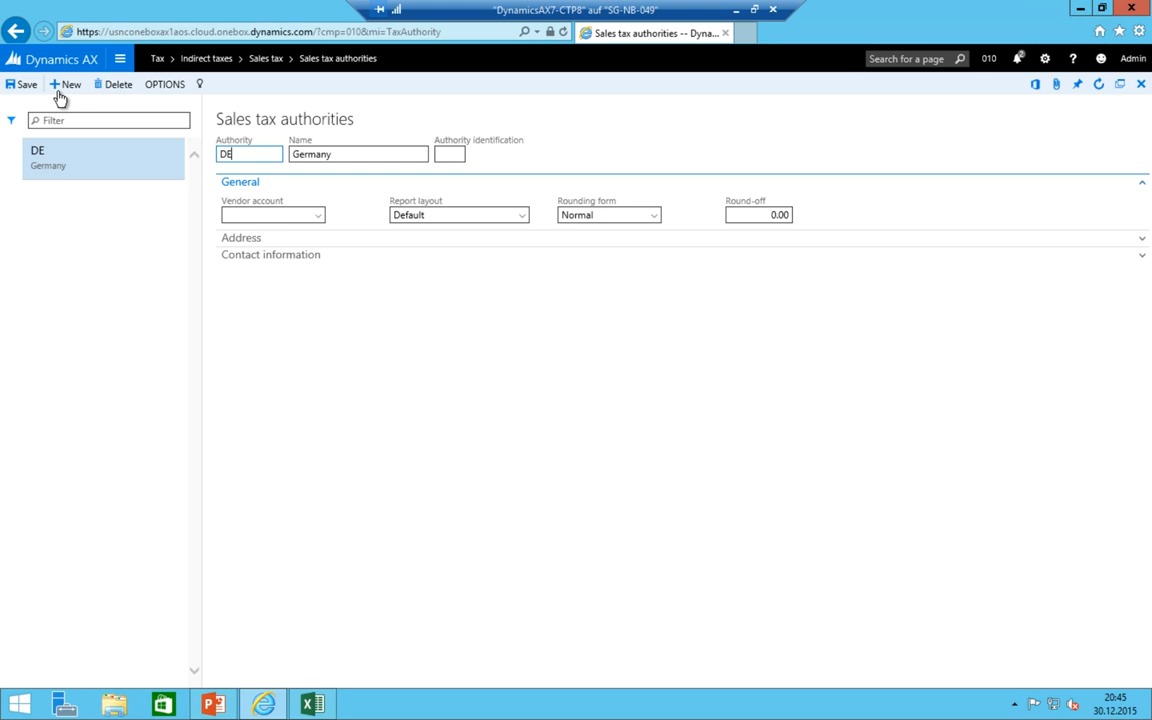 "DynamicsAX7-CTP8" auf "SG-NB-049"
https://usnconeboxax1aos.cloud.onebox.dynamics.com/?cmp=010&mi=TaxAuthority
Sales tax authorities -- Dyna...
Dynamics AX
Tax > Indirect taxes > Sales tax > Sales tax authorities
Search for a page
010
Admin
Save
New
Delete
OPTIONS
Filter
DE
Germany
Sales tax authorities
Authority Name Authority identification
DE Germany
General
Vendor account Report layout Rounding form Round-off
Default Normal 0.00
Address
Contact information
20:45
30.12.2015